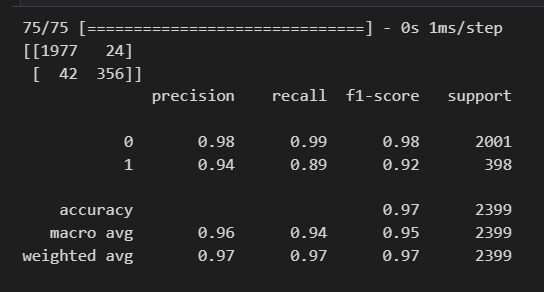 75/75 [==============================] - 0s 1ms/step
[[1977   24]
 [  42  356]]
              precision    recall  f1-score   support

           0       0.98      0.99      0.98      2001
           1       0.94      0.89      0.92       398

    accuracy                           0.97      2399
   macro avg       0.96      0.94      0.95      2399
weighted avg       0.97      0.97      0.97      2399